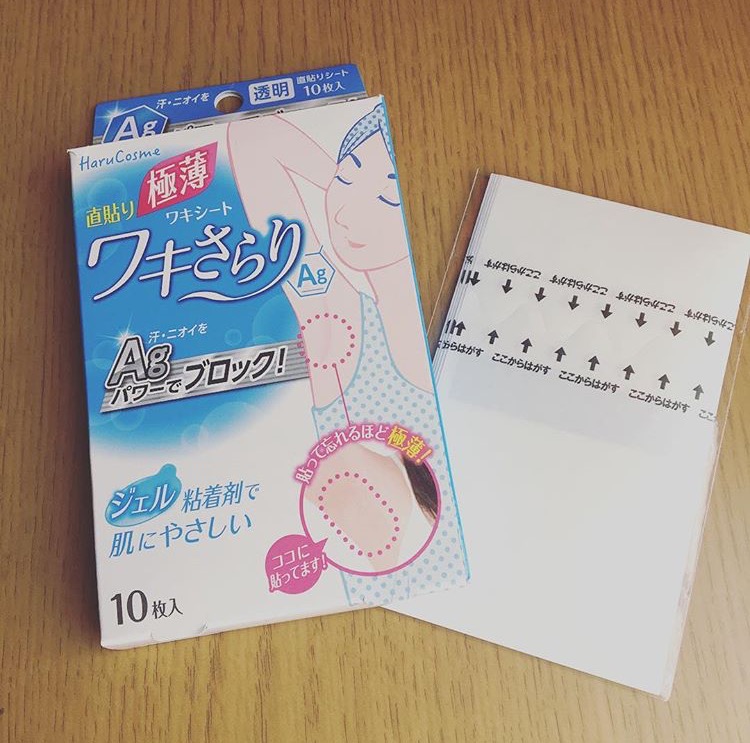 汗・ニオイを
透明
直貼りシート
10枚入
Ag
HaruCosme
直貼り
極薄
ワキシート
ワキさらり
Ag
汗・ニオイを
Ag
パワーでブロック!
貼って忘れるほど極薄!
ジェル
粘着剤で
肌にやさしい
ココに
貼ってます!
10枚入
ここからはがす ここからはがす ここからはがす
ここからはがす ここからはがす ここからはがす